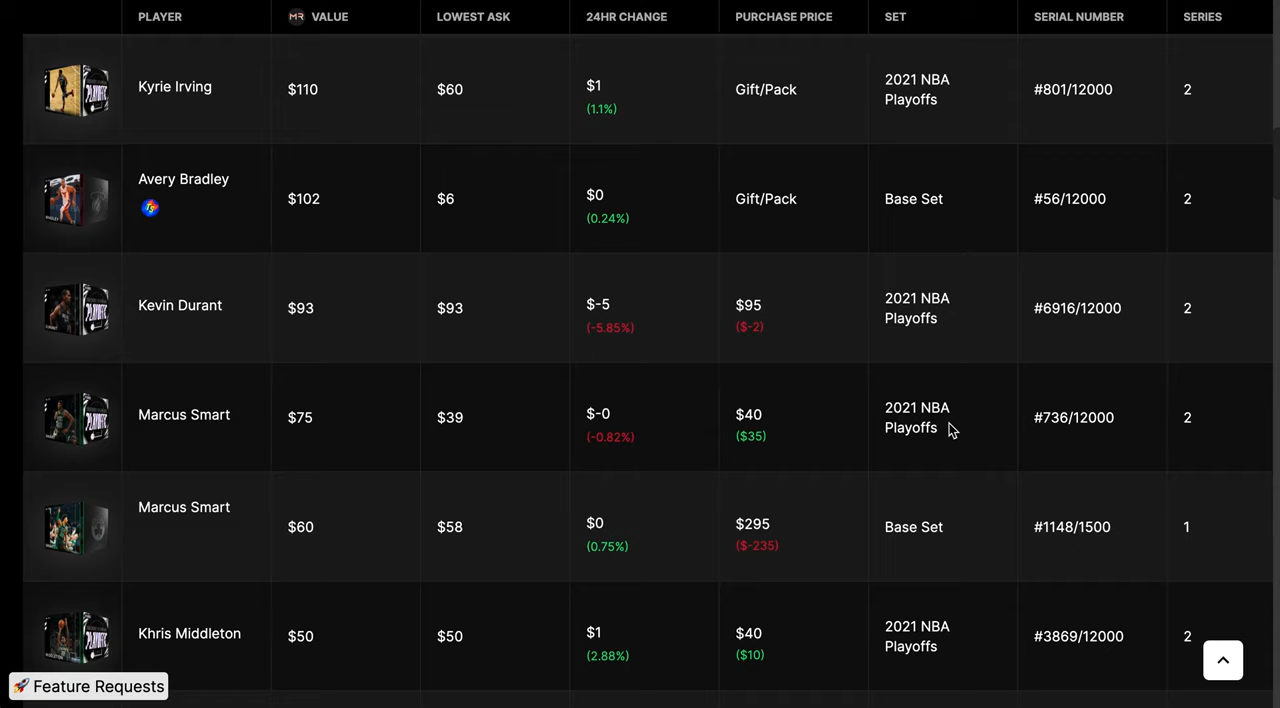 PLAYER MR VALUE LOWEST ASK 24HR CHANGE PURCHASE PRICE SET SERIAL NUMBER SERIES
Kyrie Irving $110 $60 $1 (1.1%) Gift/Pack 2021 NBA Playoffs #801/12000 2
Avery Bradley $102 $6 $0 (0.24%) Gift/Pack Base Set #56/12000 2
Kevin Durant $93 $93 $-5 (-5.85%) $95 ($-2) 2021 NBA Playoffs #6916/12000 2
Marcus Smart $75 $39 $-0 (-0.82%) $40 ($35) 2021 NBA Playoffs #736/12000 2
Marcus Smart $60 $58 $0 (0.75%) $295 ($-235) Base Set #1148/1500 1
Khris Middleton $50 $50 $1 (2.88%) $40 ($10) 2021 NBA Playoffs #3869/12000 2
🚀 Feature Requests